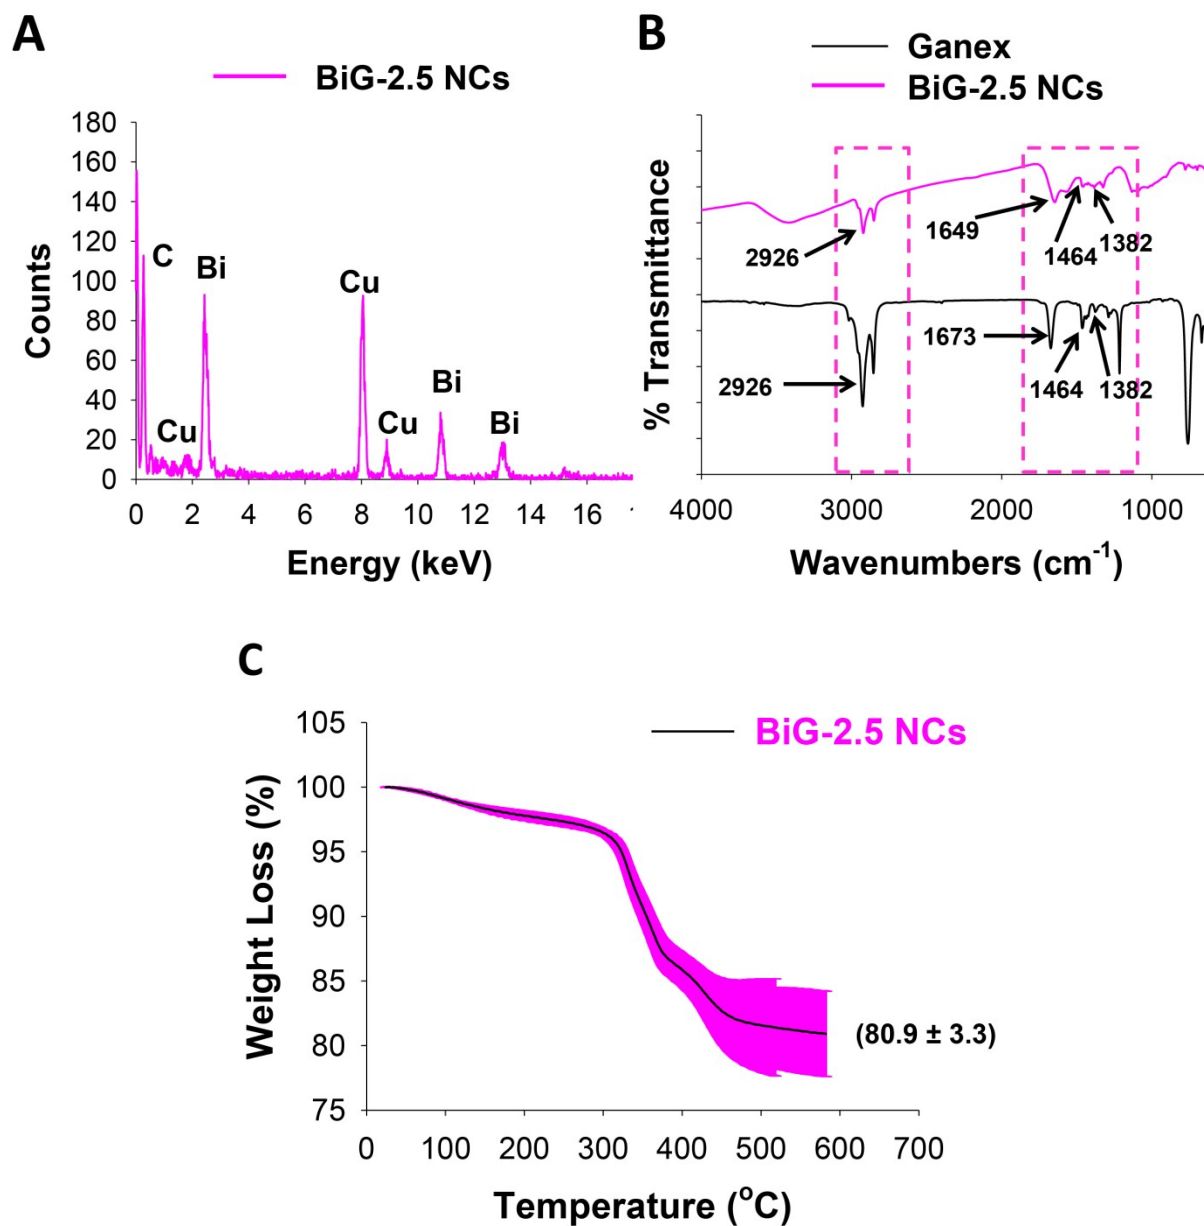 A
BiG-2.5 NCs
180
160
140
120
100
80
60
40
20
0
Counts
C
Bi
Cu
Cu
Cu
Bi
Bi
0 2 4 6 8 10 12 14 16
Energy (keV)
B
Ganex
BiG-2.5 NCs
% Transmittance
2926
1649
1464
1382
2926
1673
1464
1382
4000 3000 2000 1000
Wavenumbers (cm⁻¹)
C
BiG-2.5 NCs
105
100
95
90
85
80
75
Weight Loss (%)
(80.9 ± 3.3)
0 100 200 300 400 500 600 700
Temperature (°C)